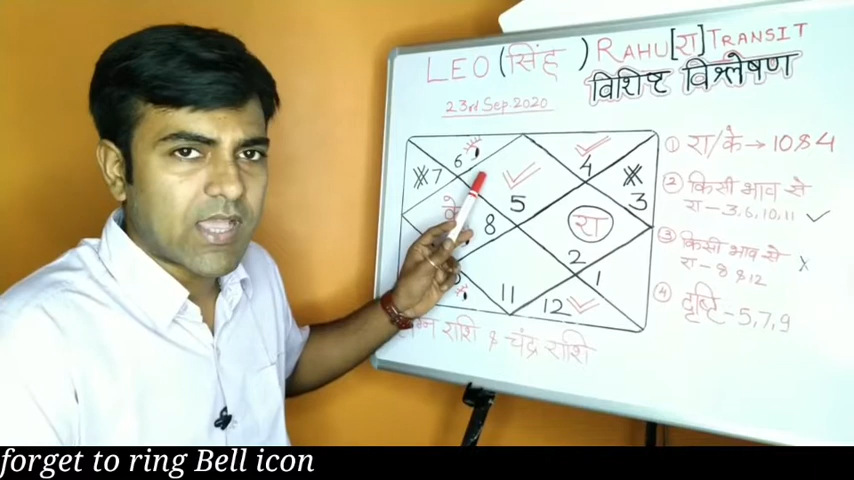 LEO (सिंह) RAHU[रा] TRANSIT
विशिष्ट विश्लेषण
23rd Sep.2020
6
7
5
4
3
के
8
रा
2
1
11
12
राशि & चंद्र राशि
① रा/के → 10 & 4
② किसी भाव से
रा – 3, 6, 10, 11 ✓
③ किसी भाव से
रा – 8 & 12 ×
④ दृष्टि – 5, 7, 9
forget to ring Bell icon